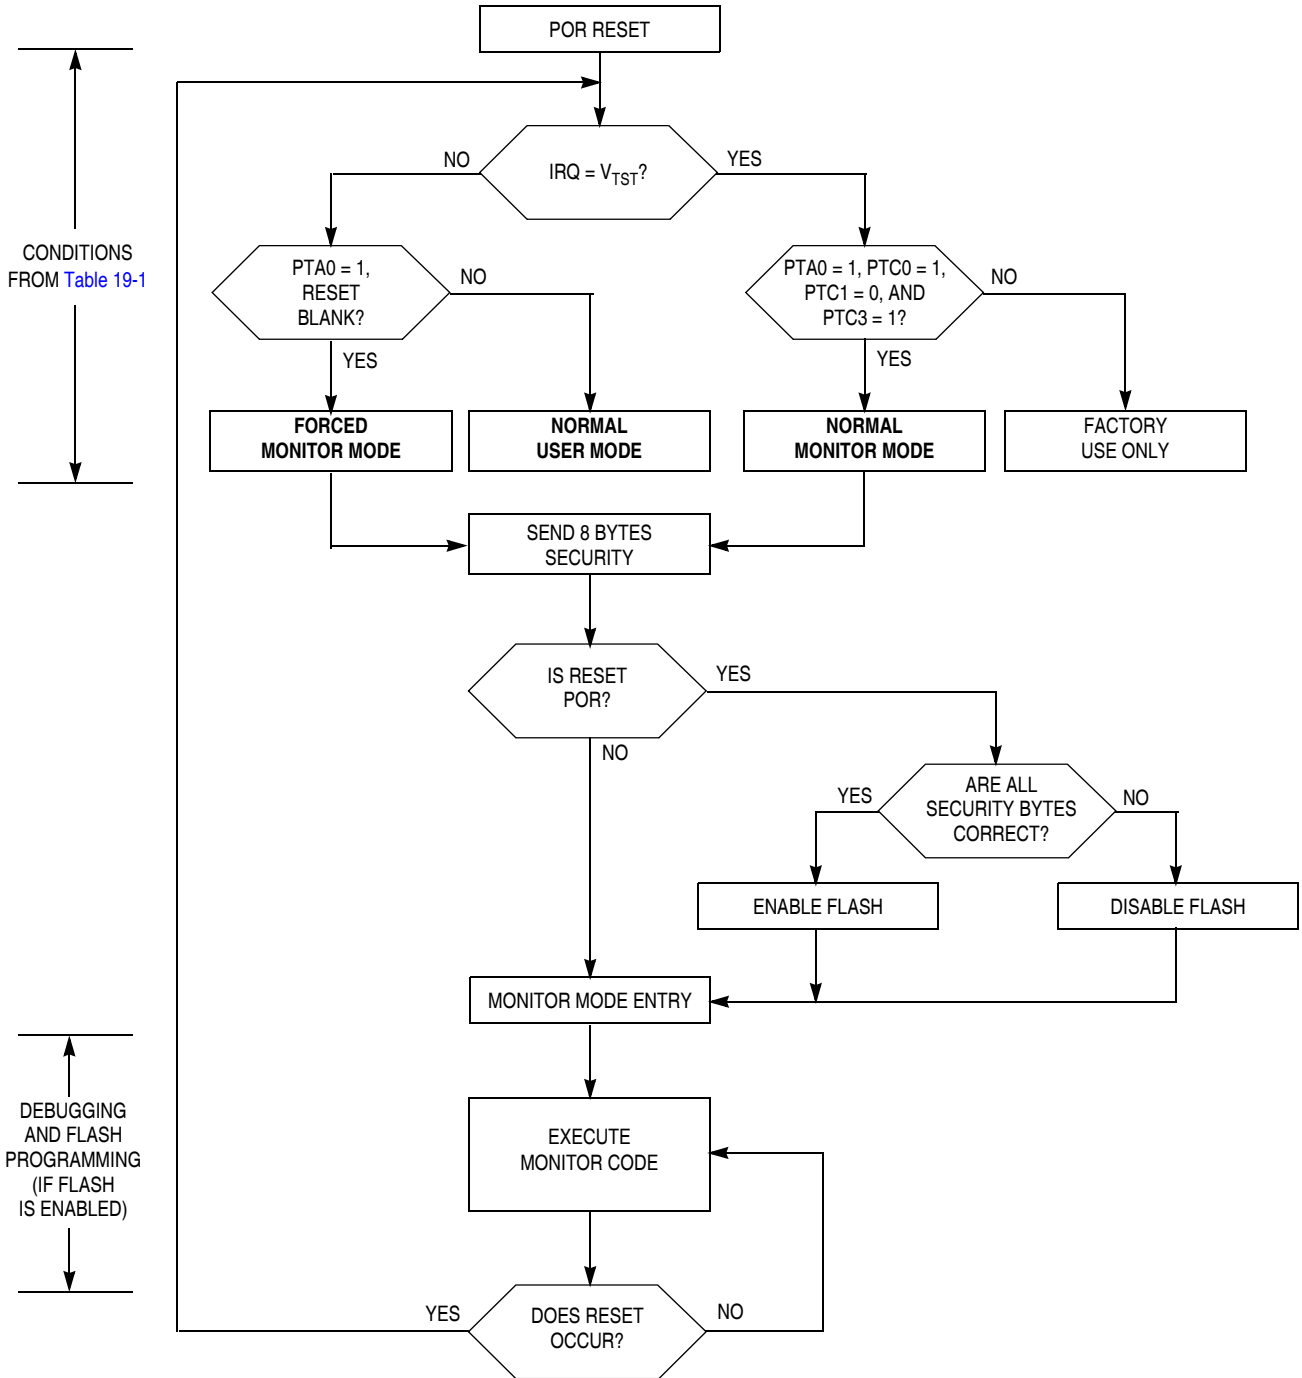 POR RESET
NO
IRQ = VTST?
YES
CONDITIONS
FROM Table 19-1
PTA0 = 1,
RESET
BLANK?
NO
YES
PTA0 = 1, PTC0 = 1,
PTC1 = 0, AND
PTC3 = 1?
NO
YES
FORCED
MONITOR MODE
NORMAL
USER MODE
NORMAL
MONITOR MODE
FACTORY
USE ONLY
SEND 8 BYTES
SECURITY
IS RESET
POR?
YES
NO
YES
ARE ALL
SECURITY BYTES
CORRECT?
NO
ENABLE FLASH
DISABLE FLASH
MONITOR MODE ENTRY
DEBUGGING
AND FLASH
PROGRAMMING
(IF FLASH
IS ENABLED)
EXECUTE
MONITOR CODE
YES
DOES RESET
OCCUR?
NO